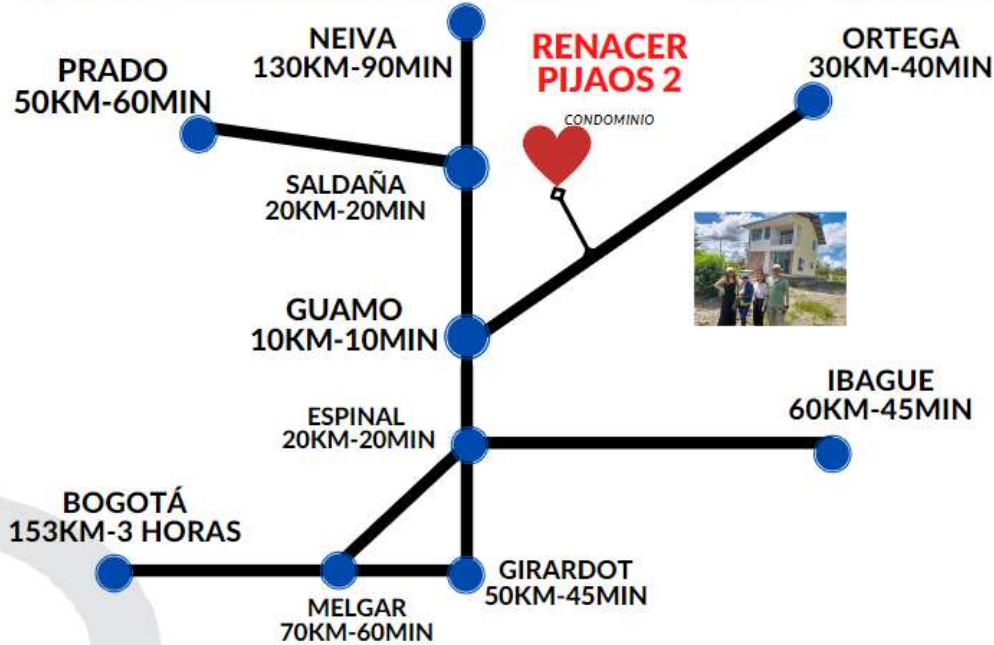 NEIVA
130KM-90MIN
RENACER
PIJAOS 2
CONDOMINIO
ORTEGA
30KM-40MIN
PRADO
50KM-60MIN
SALDAÑA
20KM-20MIN
GUAMO
10KM-10MIN
IBAGUE
60KM-45MIN
ESPINAL
20KM-20MIN
BOGOTÁ
153KM-3 HORAS
GIRARDOT
50KM-45MIN
MELGAR
70KM-60MIN